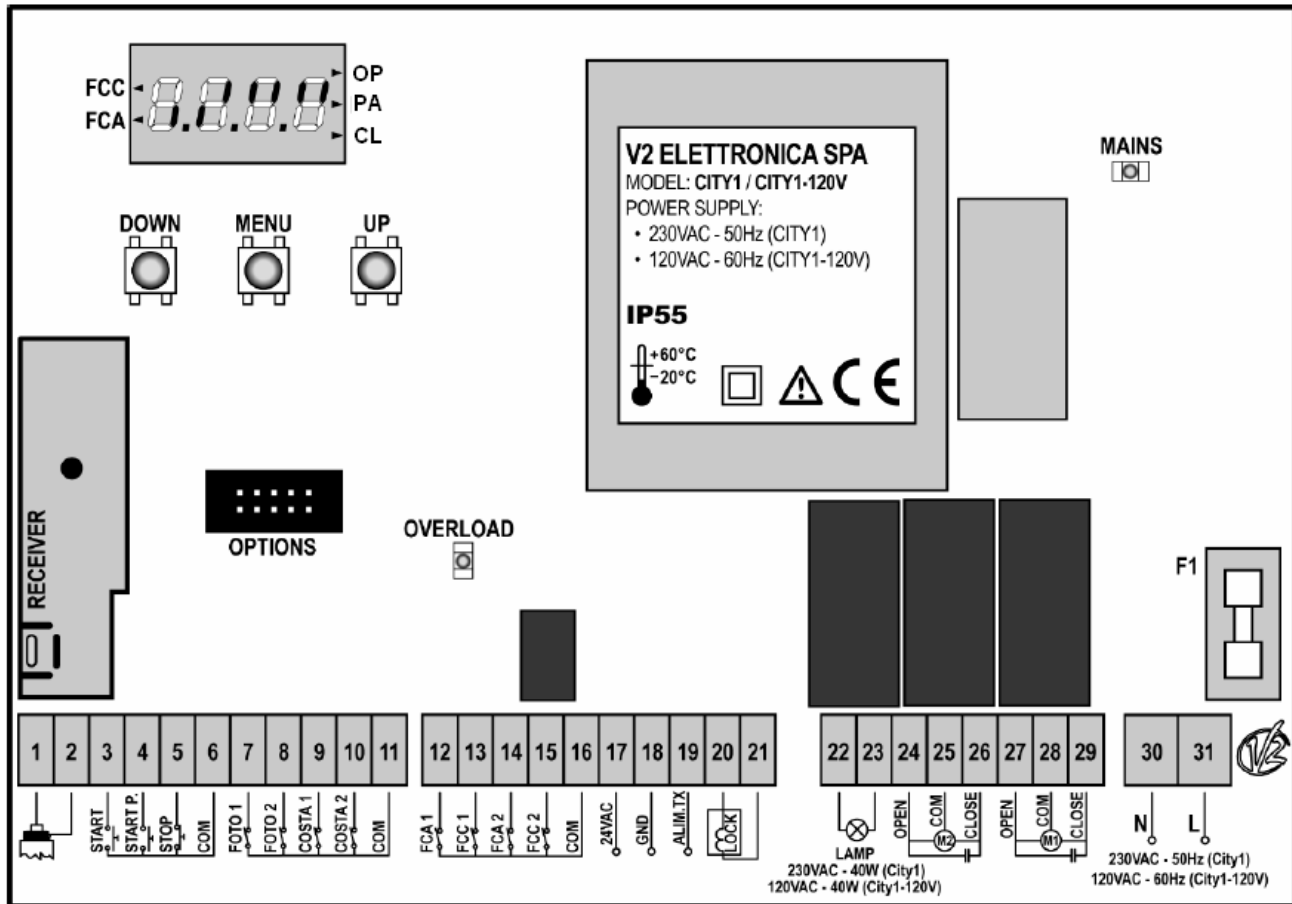 FCC
FCA
OP
PA
CL
DOWN
MENU
UP
V2 ELETTRONICA SPA
MODEL: CITY1 / CITY1-120V
POWER SUPPLY:
• 230VAC - 50Hz (CITY1)
• 120VAC - 60Hz (CITY1-120V)
IP55
+60°C
-20°C
CE
MAINS
RECEIVER
OPTIONS
OVERLOAD
F1
1 2 3 4 5 6 7 8 9 10 11
12 13 14 15 16 17 18 19 20 21
22 23 24 25 26 27 28 29
30 31
V2
START
START P.
STOP
COM
FOTO 1
FOTO 2
COSTA 1
COSTA 2
COM
FCA 1
FCC 1
FCA 2
FCC 2
COM
24VAC
GND
ALIM.TX
LOCK
LAMP
230VAC - 40W (City1)
120VAC - 40W (City1-120V)
OPEN
COM
CLOSE
M2
OPEN
COM
CLOSE
M1
N
L
230VAC - 50Hz (City1)
120VAC - 60Hz (City1-120V)